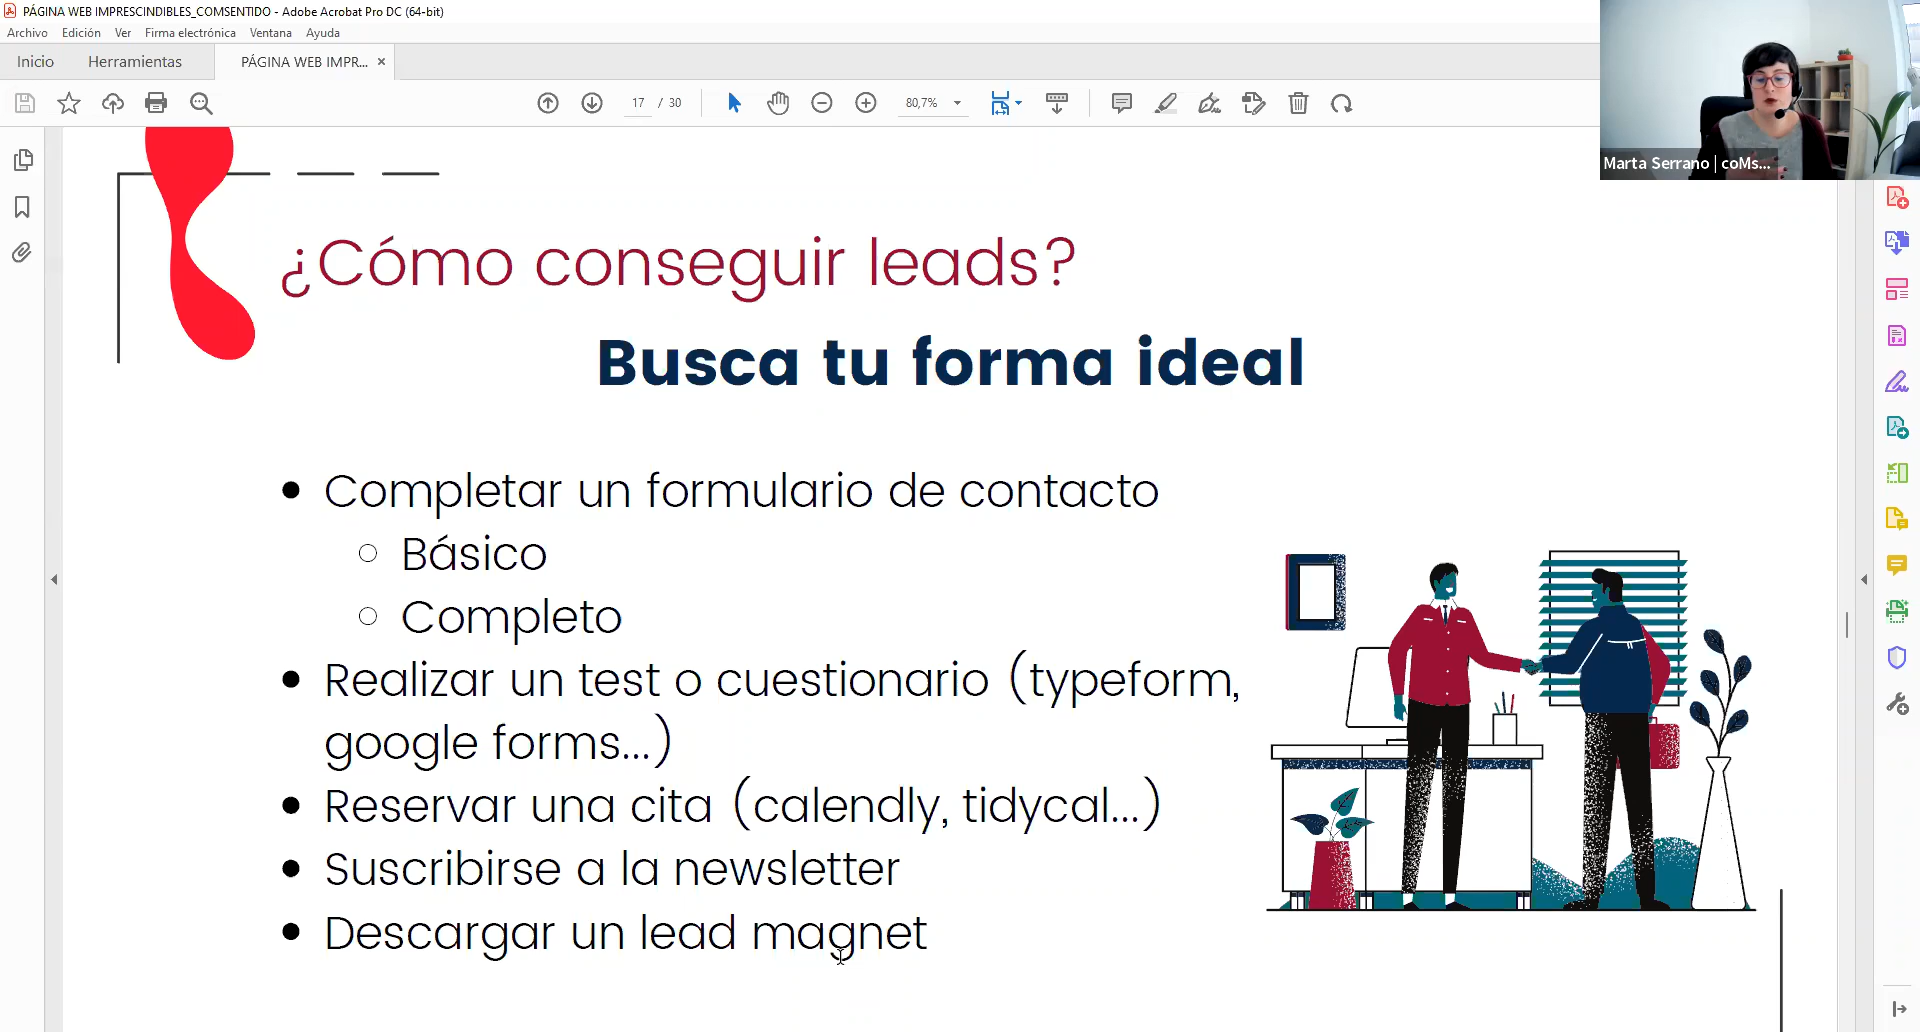 PÁGINA WEB IMPRESCINDIBLES_COMSENTIDO - Adobe Acrobat Pro DC (64-bit)
Archivo Edición Ver Firma electrónica Ventana Ayuda
Inicio Herramientas PÁGINA WEB IMPR... ×
17 / 30 80,7%
Marta Serrano | coMs...
¿Cómo conseguir leads?
Busca tu forma ideal
• Completar un formulario de contacto
○ Básico
○ Completo
• Realizar un test o cuestionario (typeform,
google forms...)
• Reservar una cita (calendly, tidycal...)
• Suscribirse a la newsletter
• Descargar un lead magnet